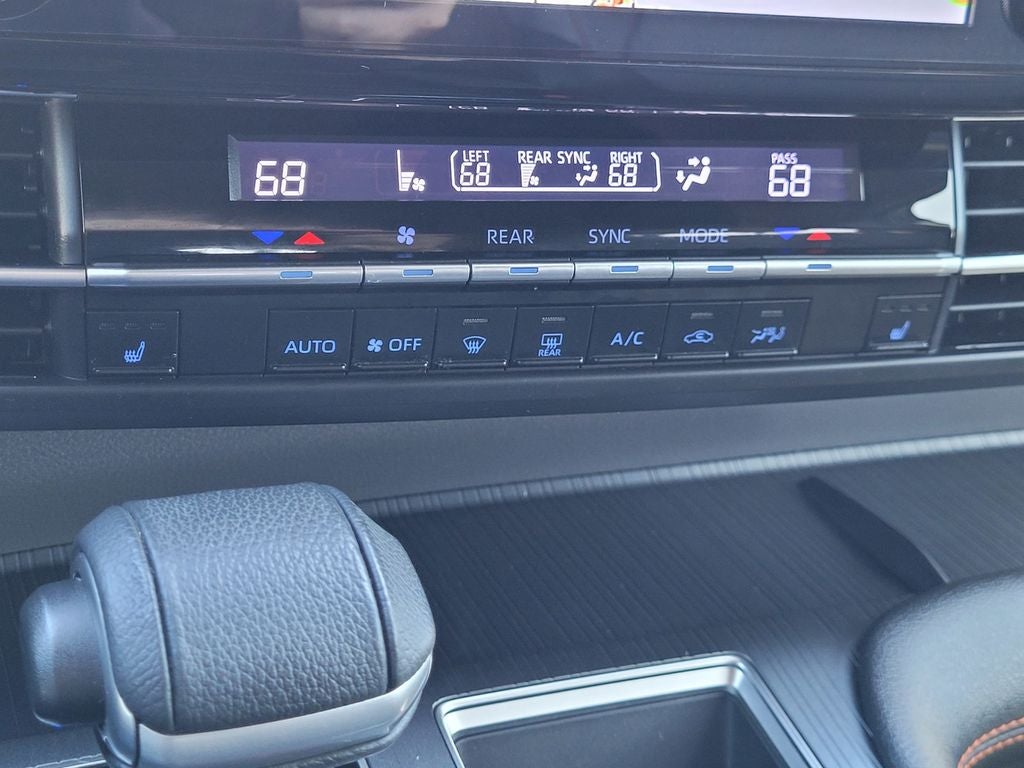 LEFT REAR SYNC RIGHT PASS
68 68 68 68
REAR SYNC MODE
AUTO OFF REAR A/C